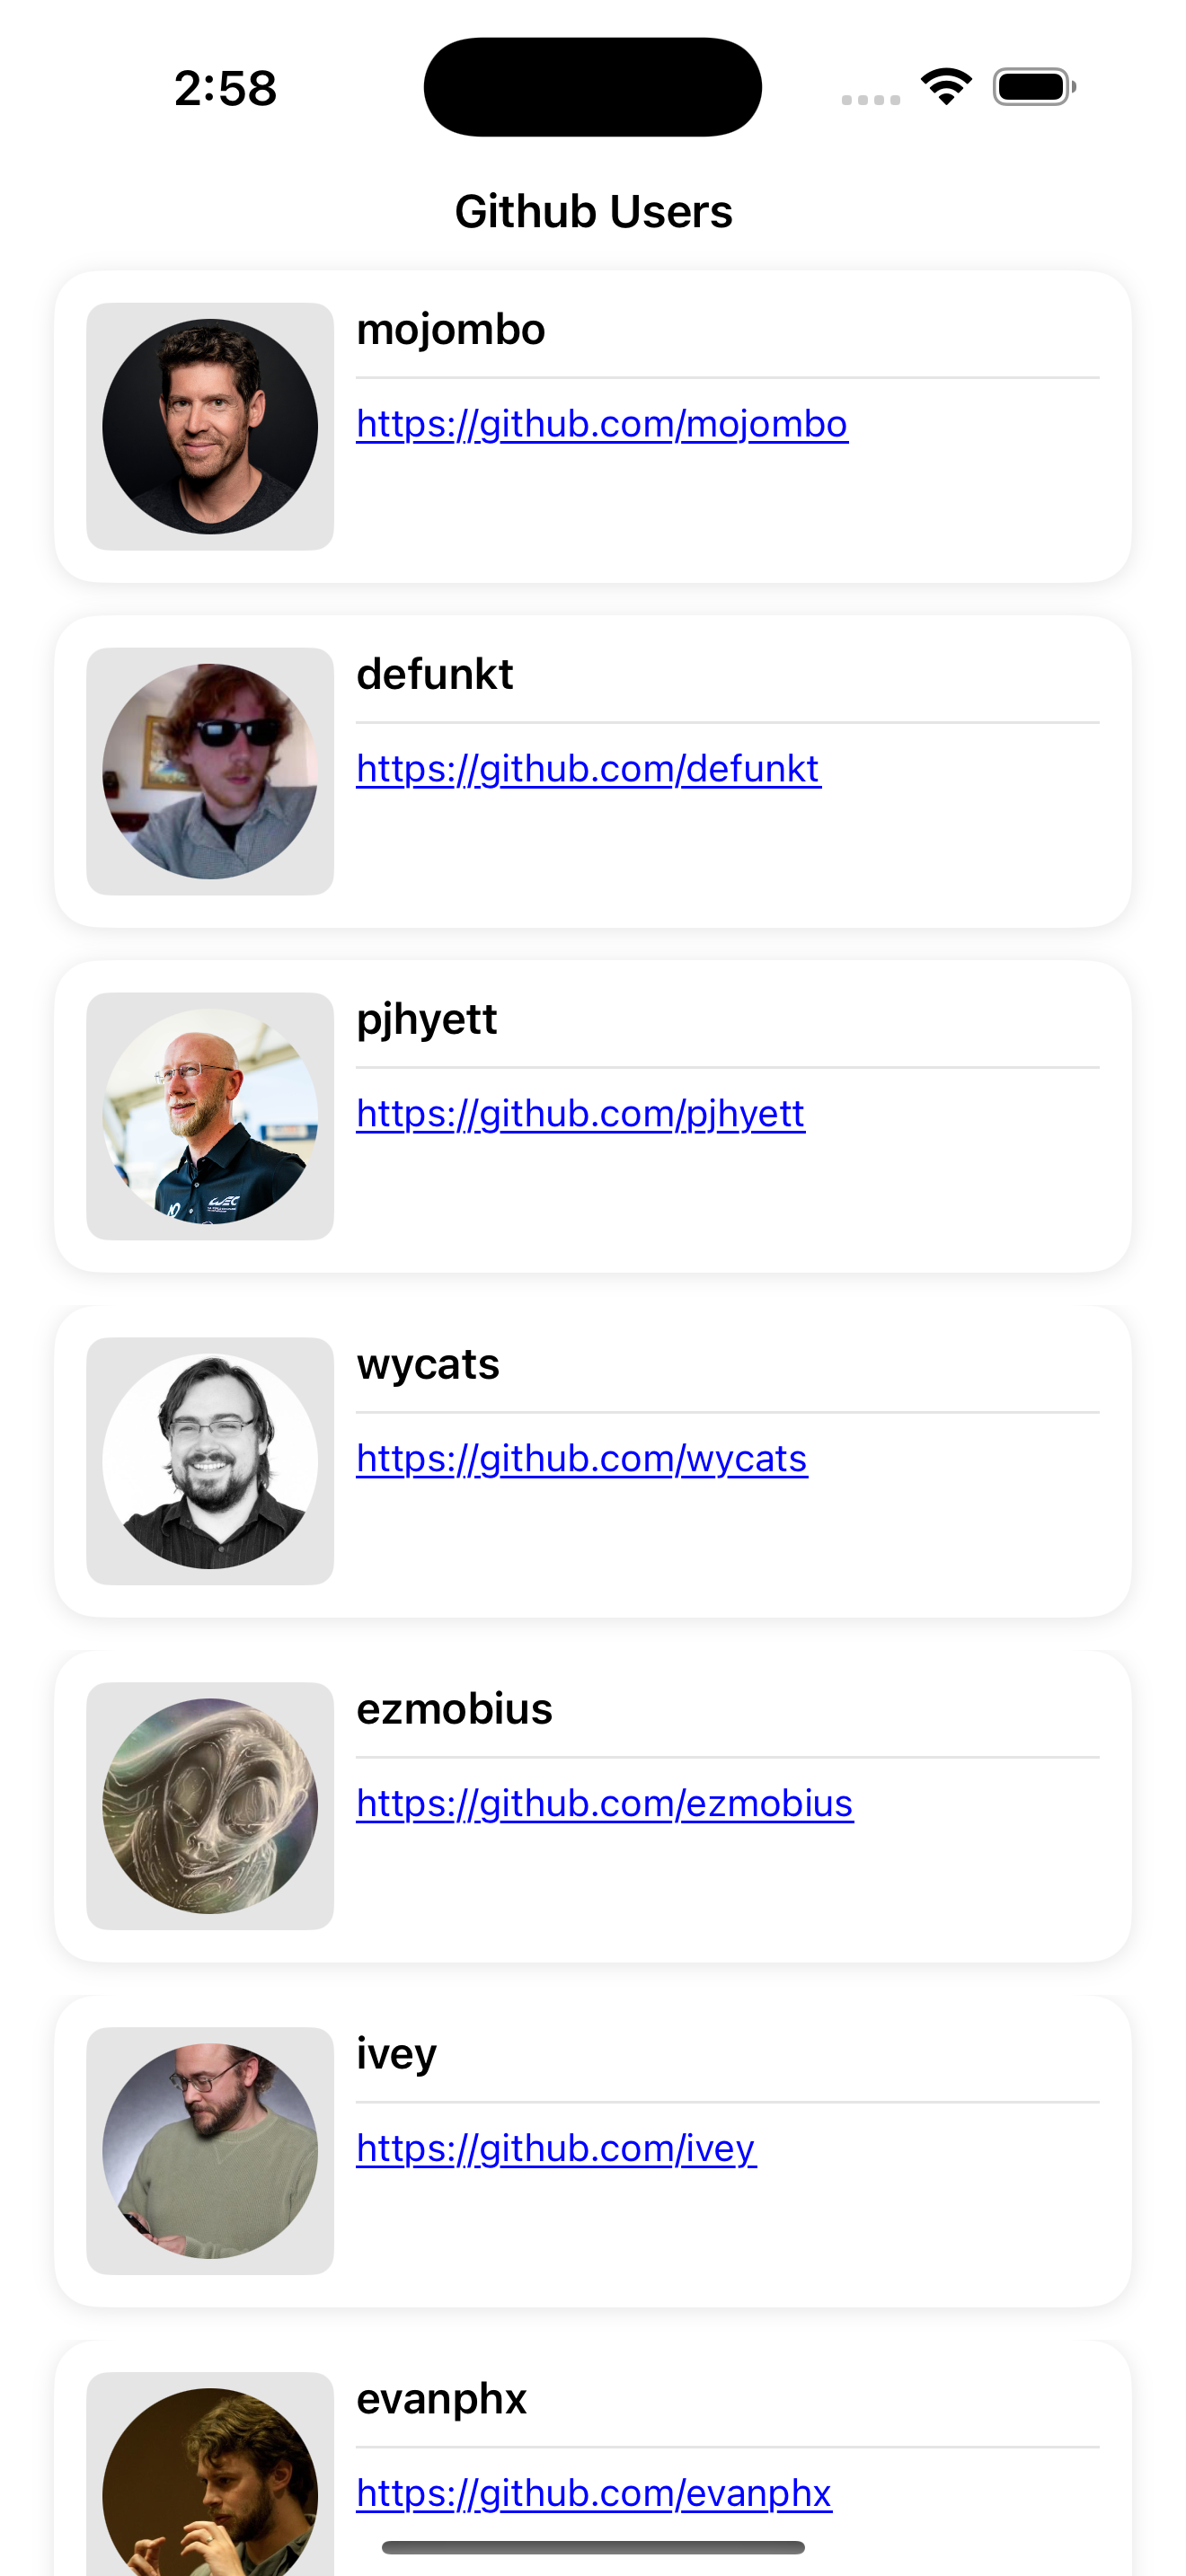 2:58
Github Users
mojombo
https://github.com/mojombo
defunkt
https://github.com/defunkt
pjhyett
https://github.com/pjhyett
WEC
wycats
https://github.com/wycats
ezmobius
https://github.com/ezmobius
ivey
https://github.com/ivey
evanphx
https://github.com/evanphx